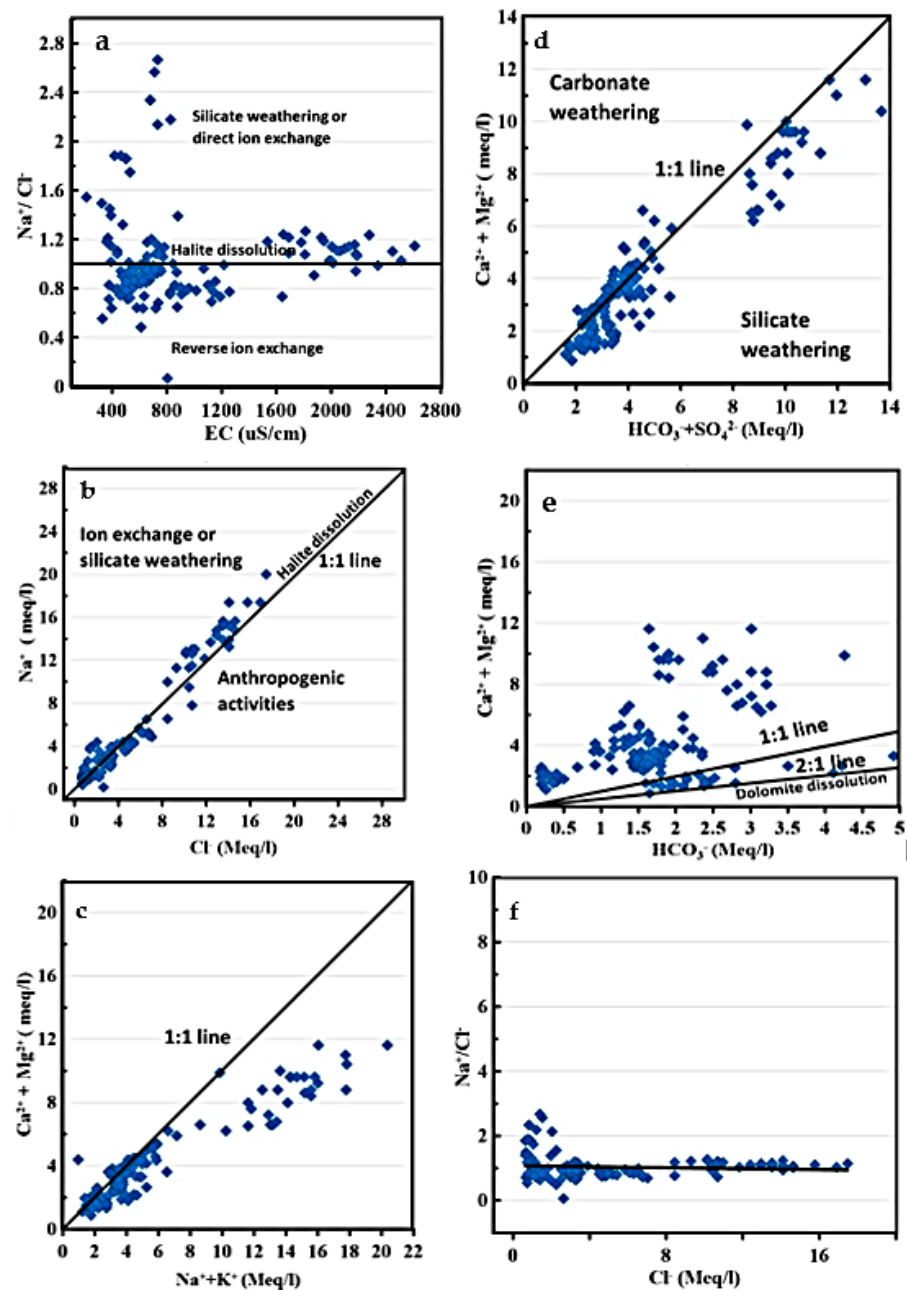 a
Na⁺/ Cl⁻
2.8
2.4
2
1.6
1.2
0.8
0.4
0
Silicate weathering or
direct ion exchange
Halite dissolution
Reverse ion exchange
400 800 1200 1600 2000 2400 2800
EC (uS/cm)
d
Ca²⁺ + Mg²⁺ ( meq/l)
14
12
10
8
6
4
2
0
Carbonate
weathering
1:1 line
Silicate
weathering
0 2 4 6 8 10 12 14
HCO₃⁻+SO₄²⁻ (Meq/l)
b
Na⁺ ( meq/l)
28
24
20
16
12
8
4
0
Ion exchange or
silicate weathering
Halite dissolution
1:1 line
Anthropogenic
activities
0 4 8 12 16 20 24 28
Cl⁻ (Meq/l)
e
Ca²⁺ + Mg²⁺ ( meq/l)
20
16
12
8
4
0
1:1 line
2:1 line
Dolomite dissolution
0 0.5 1 1.5 2 2.5 3 3.5 4 4.5 5
HCO₃⁻ (Meq/l)
c
Ca²⁺ + Mg²⁺ ( meq/l)
20
16
12
8
4
0
1:1 line
0 2 4 6 8 10 12 14 16 18 20 22
Na⁺+K⁺ (Meq/l)
f
Na⁺/Cl⁻
10
8
6
4
2
0
0 4 8 12 16
Cl⁻ (Meq/l)